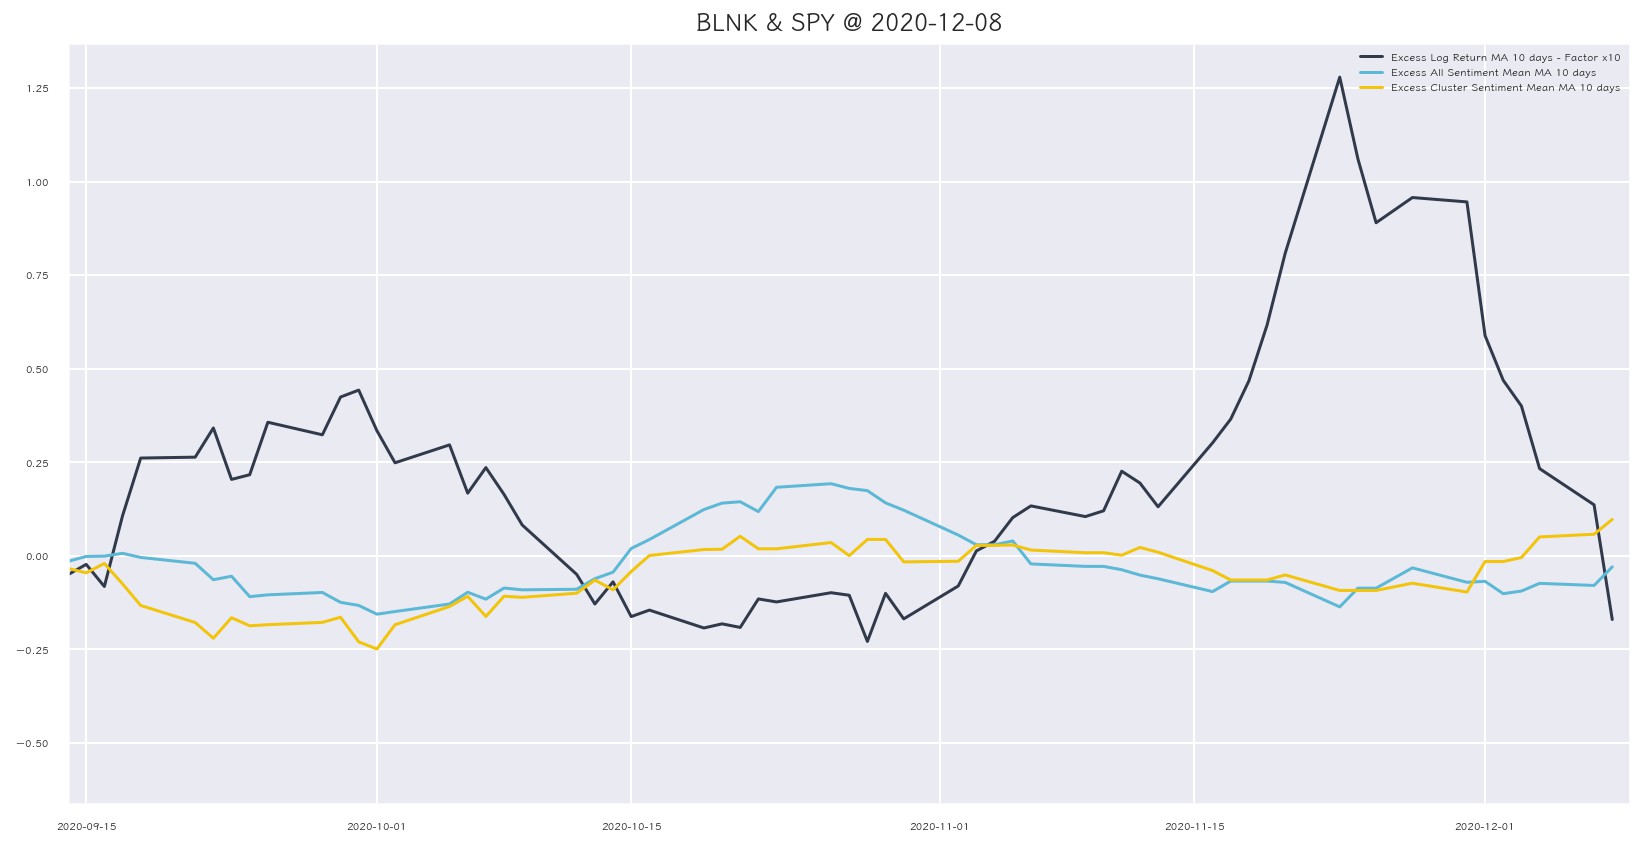 BLNK & SPY @ 2020-12-08
Excess Log Return MA 10 days - Factor x10
Excess All Sentiment Mean MA 10 days
Excess Cluster Sentiment Mean MA 10 days
1.25
1.00
0.75
0.50
0.25
0.00
−0.25
−0.50
2020-09-15 2020-10-01 2020-10-15 2020-11-01 2020-11-15 2020-12-01